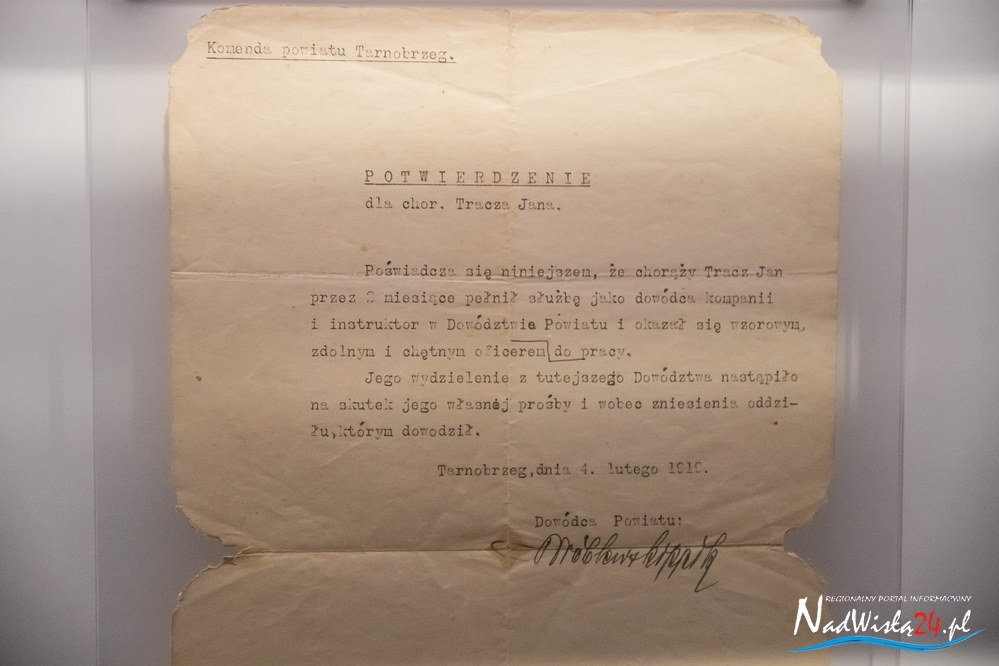 Komenda powiatu Tarnobrzeg.
POTWIERDZENIE
dla chor. Tracza Jana.
Poświadcza się niniejszem, że chorąży Tracz Jan
przez 2 miesiące pełnił służbę jako dowódca kompanii
i instruktor w Dowództwie Powiatu i okazał się wzorowym,
zdolnym i chętnym oficerem do pracy.
Jego wydzielenie z tutejszego Dowództwa nastąpiło
na skutek jego własnej prośby i wobec zniesienia oddzi-
łu,którym dowodził.
Tarnobrzeg,dnia 4. lutego 1919.
Dowódca Powiatu:
REGIONALNY PORTAL INFORMACYJNY
NadWisłą24.pl